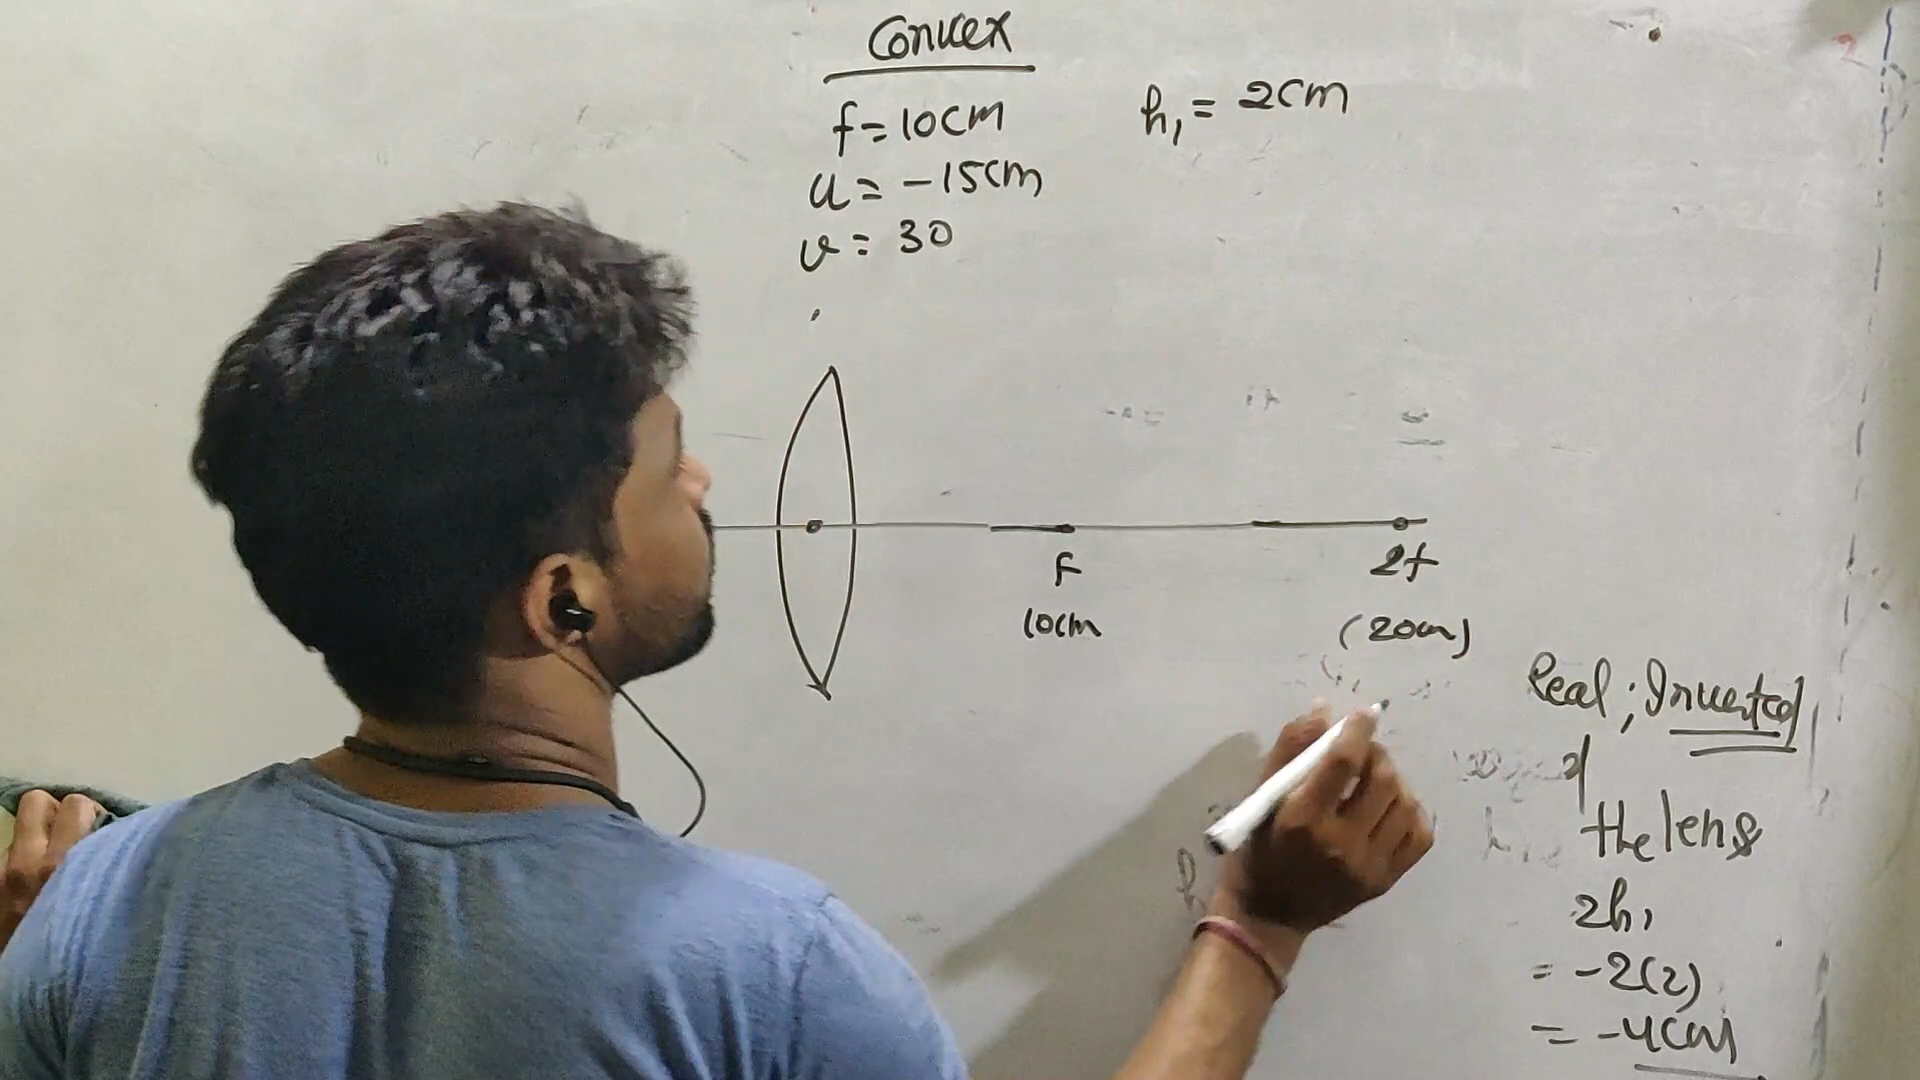 Convex
f=10cm
h₁= 2cm
u= -15cm
v= 30
F
2f
10cm
(20cm)
Real; Inverted
of
the lens
2h₁
= -2(2)
= -4cm
h